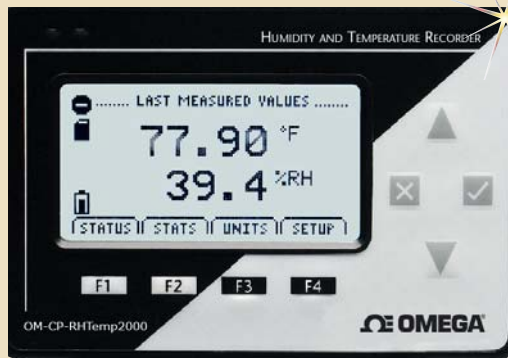 HUMIDITY AND TEMPERATURE RECORDER
........ LAST MEASURED VALUES ........
77.90 °F
39.4 %RH
STATUS STATS UNITS SETUP
F1 F2 F3 F4
OM-CP-RHTemp2000
OMEGA